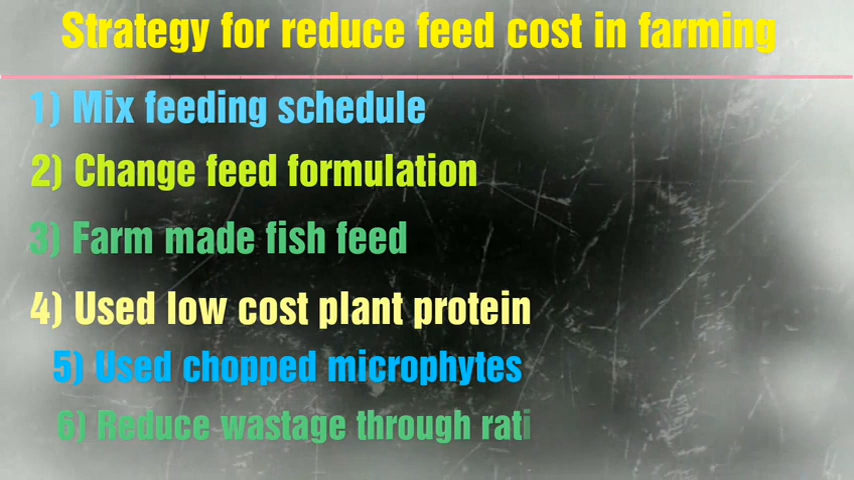 Strategy for reduce feed cost in farming
1) Mix feeding schedule
2) Change feed formulation
3) Farm made fish feed
4) Used low cost plant protein
5) Used chopped microphytes
6) Reduce wastage through rati